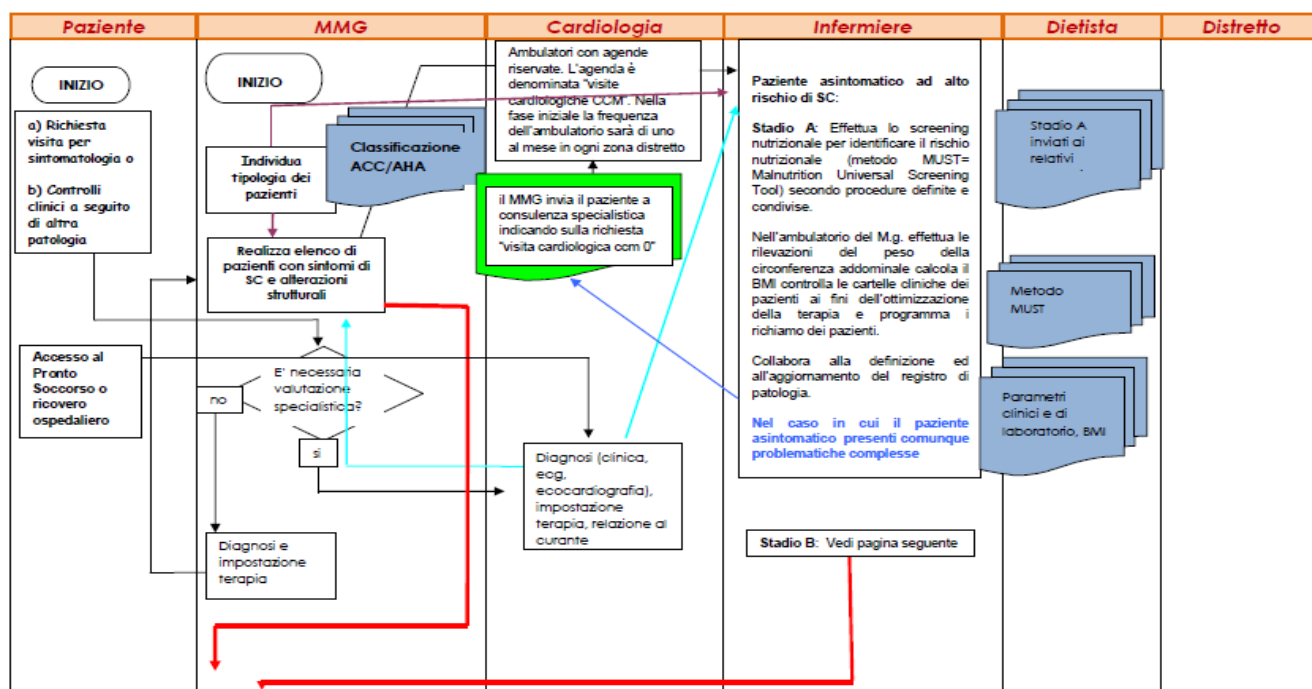 Paziente
MMG
Cardiologia
Infermiere
Dietista
Distretto
INIZIO
a) Richiesta
visita per
sintomatologia o
b) Controlli
clinici a seguito
di altra
patologia
Accesso al
Pronto
Soccorso o
ricovero
ospedaliero
INIZIO
Individua
tipologia dei
pazienti
Classificazione
ACC/AHA
Realizza elenco di
pazienti con sintomi di
SC e alterazioni
strutturali
E' necessaria
valutazione
specialistica?
no
si
Diagnosi e
impostazione
terapia
Ambulatori con agende
riservate. L'agenda è
denominata "visite
cardiologiche CCM". Nella
fase iniziale la frequenza
dell'ambulatorio sarà di uno
al mese in ogni zona distretto
il MMG invia il paziente a
consulenza specialistica
indicando sulla richiesta
"visita cardiologica ccm 0"
Diagnosi (clinica,
ecg,
ecocardiografia),
impostazione
terapia, relazione al
curante
Paziente asintomatico ad alto
rischio di SC:
Stadio A: Effettua lo screening
nutrizionale per identificare il rischio
nutrizionale (metodo MUST=
Malnutrition Universal Screening
Tool) secondo procedure definite e
condivise.
Nell'ambulatorio del M.g. effettua le
rilevazioni del peso della
circonferenza addominale calcola il
BMI controlla le cartelle cliniche dei
pazienti ai fini dell'ottimizzazione
della terapia e programma i
richiamo dei pazienti.
Collabora alla definizione ed
all'aggiornamento del registro di
patologia.
Nel caso in cui il paziente
asintomatico presenti comunque
problematiche complesse
Stadio B: Vedi pagina seguente
Stadio A
inviati ai
relativi
Metodo
MUST
Parametri
clinici e di
laboratorio, BMI